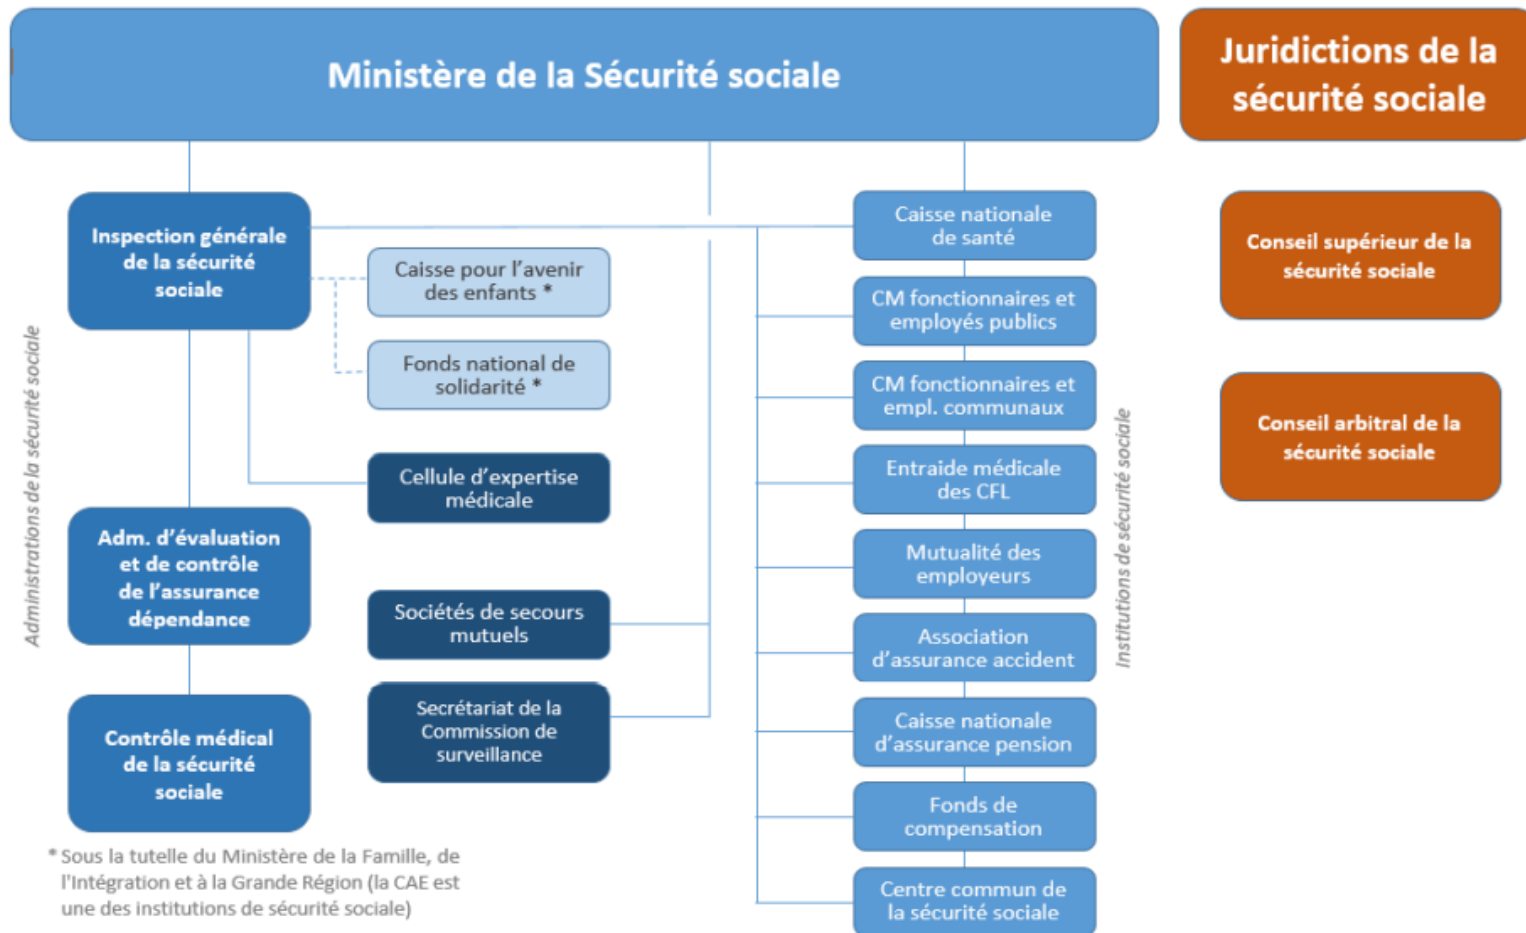 Ministère de la Sécurité sociale
Juridictions de la
sécurité sociale
Inspection générale
de la sécurité
sociale
Caisse pour l'avenir
des enfants *
Fonds national de
solidarité *
Cellule d'expertise
médicale
Adm. d'évaluation
et de contrôle
de l'assurance
dépendance
Sociétés de secours
mutuels
Secrétariat de la
Commission de
surveillance
Contrôle médical
de la sécurité
sociale
Administrations de la sécurité sociale
* Sous la tutelle du Ministère de la Famille, de
l'Intégration et à la Grande Région (la CAE est
une des institutions de sécurité sociale)
Caisse nationale
de santé
CM fonctionnaires et
employés publics
CM fonctionnaires et
empl. communaux
Entraide médicale
des CFL
Mutualité des
employeurs
Association
d'assurance accident
Caisse nationale
d'assurance pension
Fonds de
compensation
Centre commun de
la sécurité sociale
Institutions de sécurité sociale
Conseil supérieur de la
sécurité sociale
Conseil arbitral de la
sécurité sociale